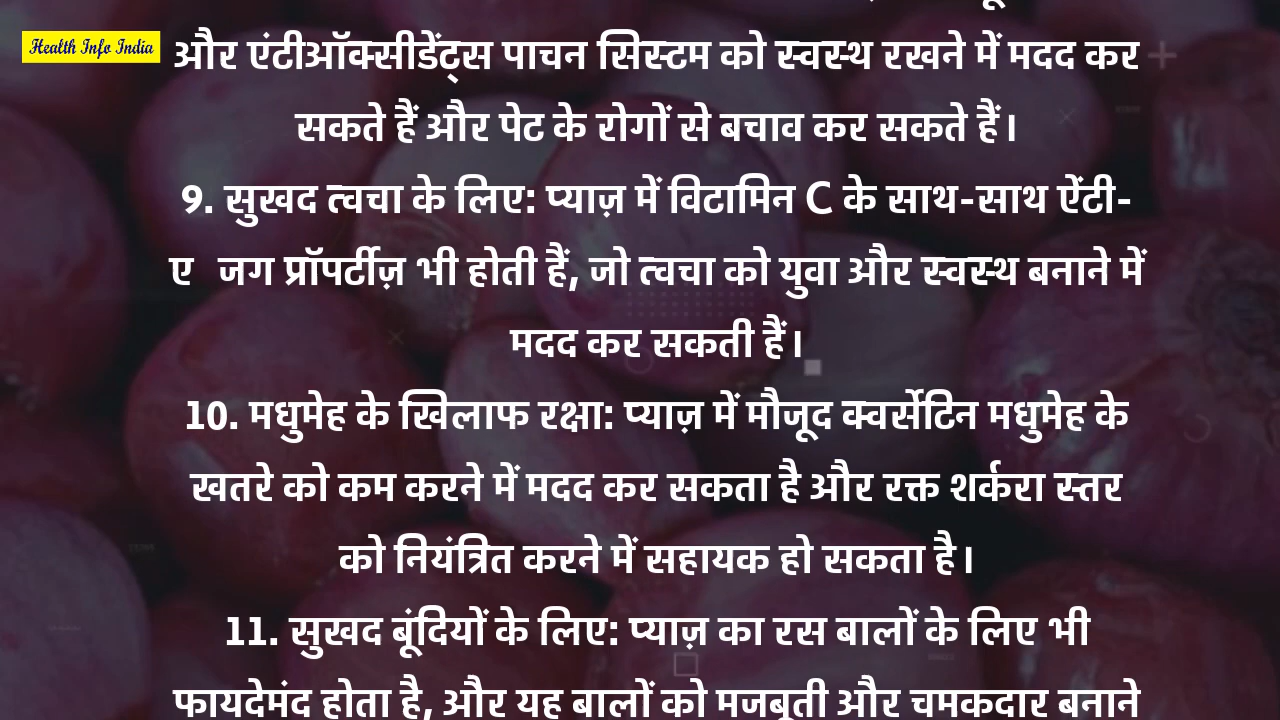 Health Info India
और एंटीऑक्सीडेंट्स पाचन सिस्टम को स्वस्थ रखने में मदद कर
सकते हैं और पेट के रोगों से बचाव कर सकते हैं।
9. सुखद त्वचा के लिए: प्याज़ में विटामिन C के साथ-साथ ऐंटी-
ए  जग प्रॉपर्टीज़ भी होती हैं, जो त्वचा को युवा और स्वस्थ बनाने में
मदद कर सकती हैं।
10. मधुमेह के खिलाफ रक्षा: प्याज़ में मौजूद क्वर्सेटिन मधुमेह के
खतरे को कम करने में मदद कर सकता है और रक्त शर्करा स्तर
को नियंत्रित करने में सहायक हो सकता है।
11. सुखद बूंदियों के लिए: प्याज़ का रस बालों के लिए भी
फायदेमंद होता है, और यह बालों को मजबूती और चमकदार बनाने